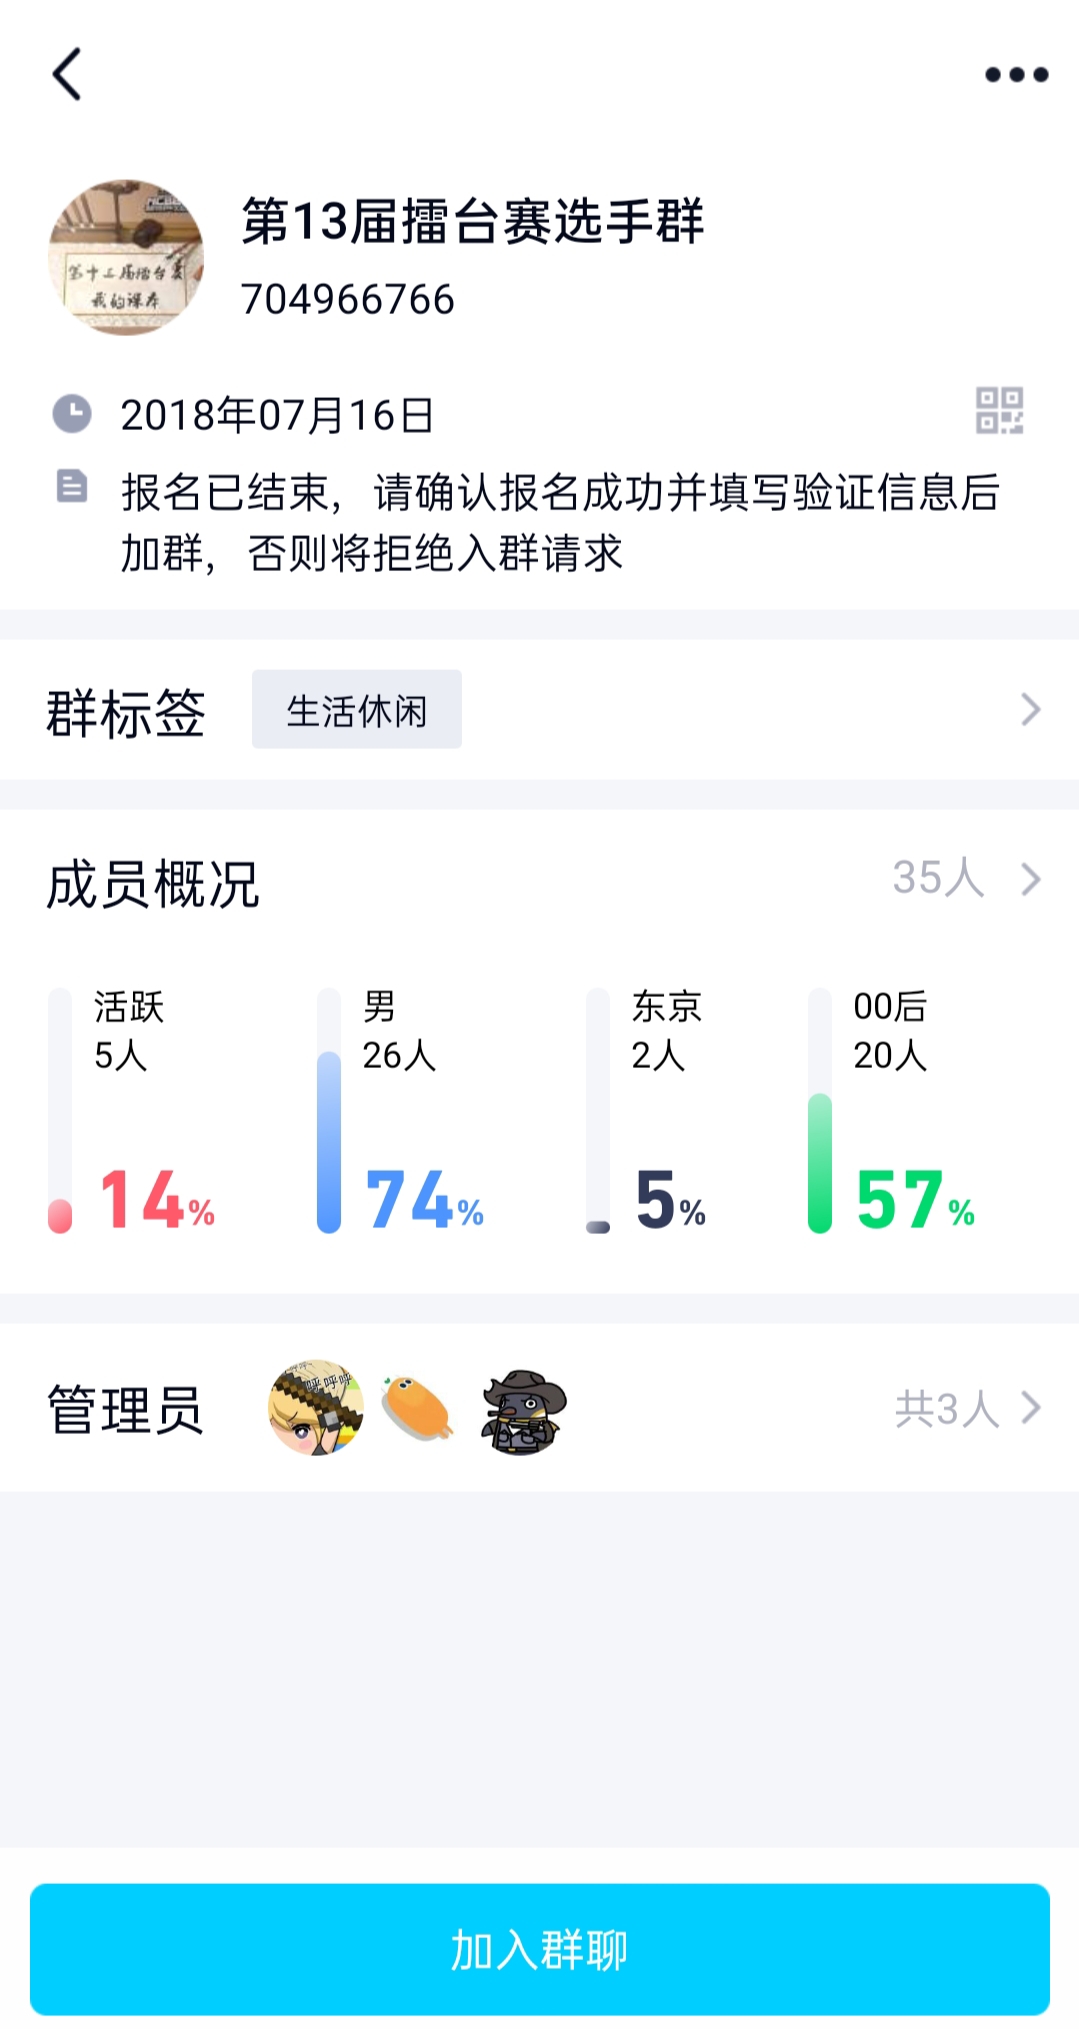 第十三届擂台赛
我的课本
第13届擂台赛选手群
704966766
2018年07月16日
报名已结束，请确认报名成功并填写验证信息后
加群，否则将拒绝入群请求
群标签
生活休闲
成员概况
35人
活跃
5人
14%
男
26人
74%
东京
2人
5%
00后
20人
57%
管理员
呼呼呼
共3人
加入群聊